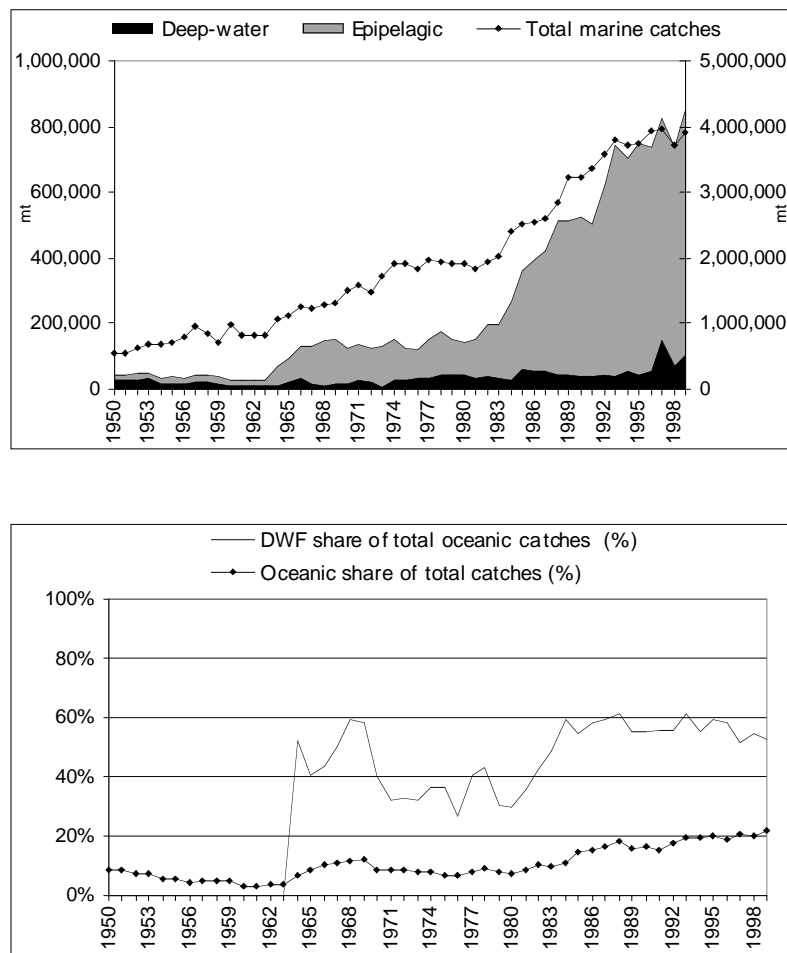 Deep-water Epipelagic Total marine catches
1,000,000 5,000,000
800,000 4,000,000
600,000 3,000,000
mt mt
400,000 2,000,000
200,000 1,000,000
0 0
1950 1953 1956 1959 1962 1965 1968 1971 1974 1977 1980 1983 1986 1989 1992 1995 1998
DWF share of total oceanic catches (%)
Oceanic share of total catches (%)
100%
80%
60%
40%
20%
0%
1950 1953 1956 1959 1962 1965 1968 1971 1974 1977 1980 1983 1986 1989 1992 1995 1998